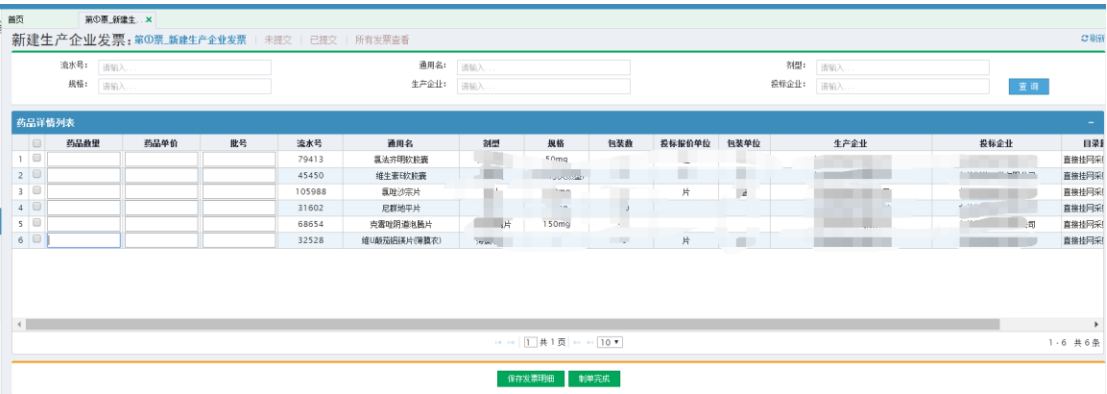 首页 第①票_新建生.. ×
新建生产企业发票: 第①票_新建生产企业发票 | 未提交 | 已提交 | 所有发票查看 刷新
流水号: 请输入... 通用名: 请输入... 剂型: 请输入...
规格: 请输入... 生产企业: 请输入... 投标企业: 请输入... 查 询
药品详情列表
药品数量 药品单价 批号 流水号 通用名 剂型 规格 包装数 投标报价单位 包装单位 生产企业 投标企业
1 79413 氯法齐明软胶囊 50mg 直接挂网采
2 45450 维生素E软胶囊 直接挂网采
3 105988 氯唑沙宗片 片 直接挂网采
4 31602 尼群地平片 直接挂网采
5 68654 克霉唑阴道泡腾片 片 150mg 司 直接挂网采
6 32528 维U颠茄铝镁片(薄膜衣) 片 直接挂网采
1 共 1 页 10 1 - 6 共 6 条
保存发票明细 制单完成